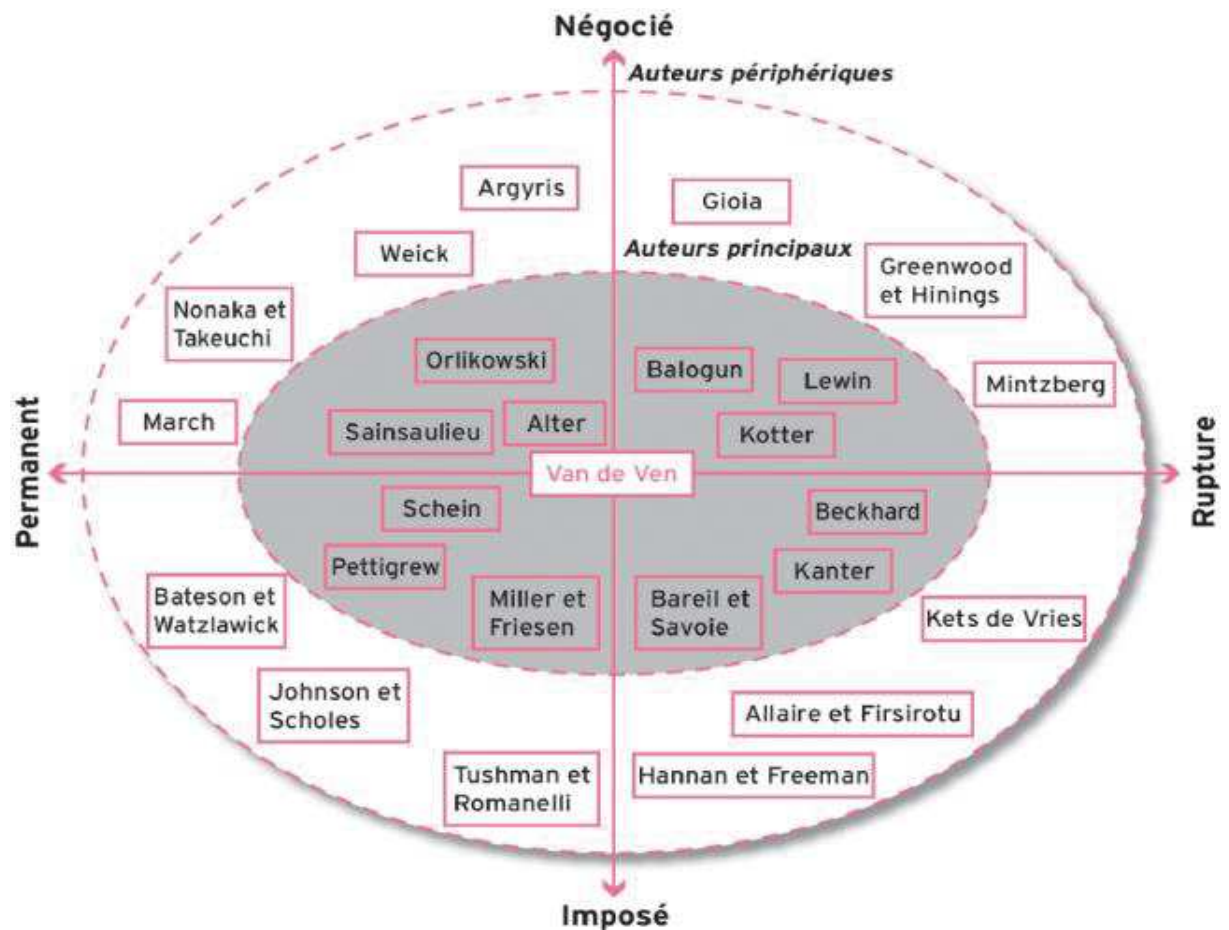 Négocié
Auteurs périphériques
Argyris
Gioia
Weick
Auteurs principaux
Greenwood
et Hinings
Nonaka et
Takeuchi
Orlikowski
Balogun
Lewin
Mintzberg
March
Sainsaulieu
Alter
Kotter
Permanent
Van de Ven
Rupture
Schein
Beckhard
Pettigrew
Kanter
Bateson et
Watzlawick
Miller et
Friesen
Bareil et
Savoie
Kets de Vries
Johnson et
Scholes
Allaire et Firsirotu
Tushman et
Romanelli
Hannan et Freeman
Imposé